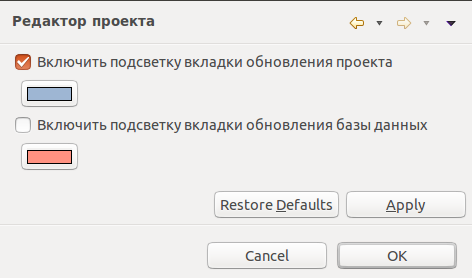 Редактор проекта
Включить подсветку вкладки обновления проекта
Включить подсветку вкладки обновления базы данных
Restore Defaults Apply
Cancel OK